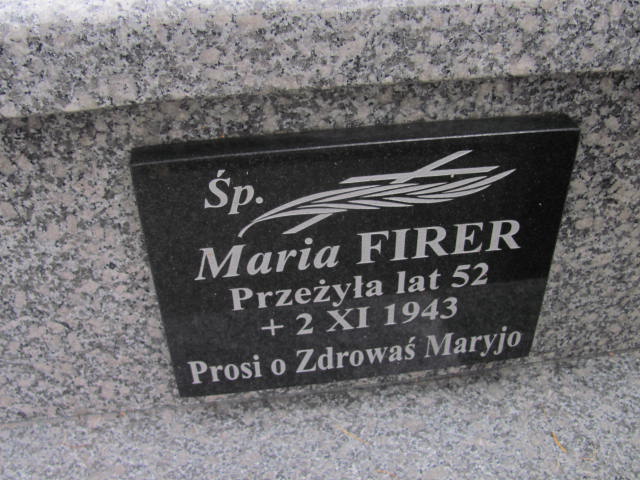 Śp.
Maria FIRER
Przeżyła lat 52
+ 2 XI 1943
Prosi o Zdrowaś Maryjo